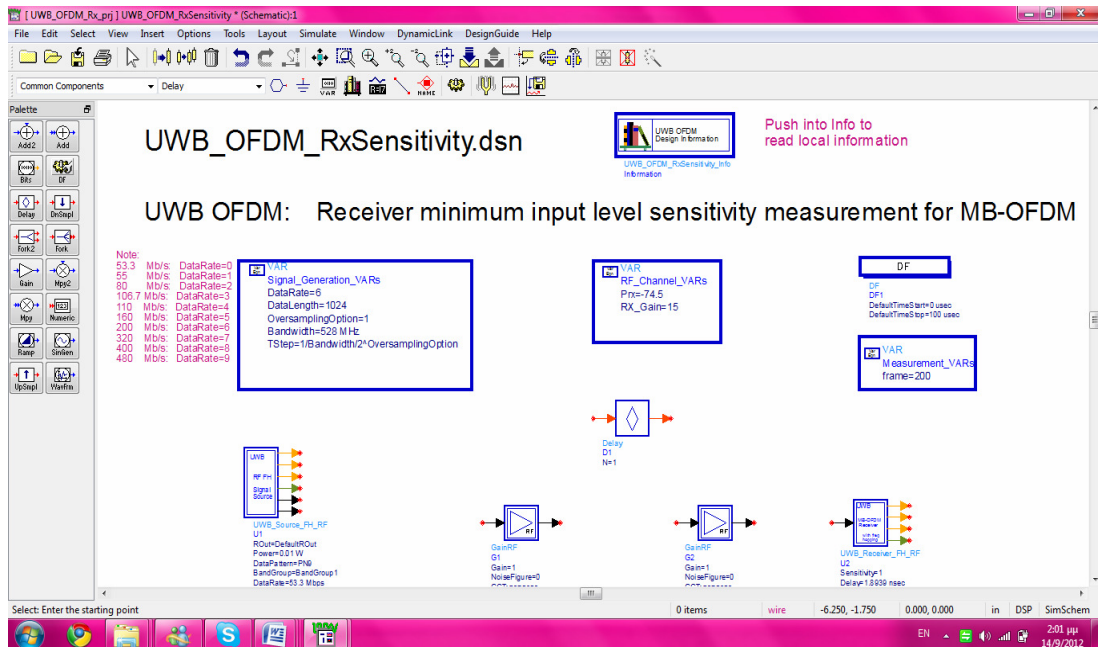 [ UWB_OFDM_Rx_prj ] UWB_OFDM_RxSensitivity * (Schematic):1
File Edit Select View Insert Options Tools Layout Simulate Window DynamicLink DesignGuide Help
Common Components Delay
VAR
NAME
Palette
Add2 Add
Bits DF
Delay DnSmpl
Fork2 Fork
Gain Mpy2
Mpy Numeric
Ramp SinGen
UpSmpl Wavfrm
UWB_OFDM_RxSensitivity.dsn
UWB OFDM
Design Information
UWB_OFDM_RxSensitivity_Info
Information
Push into Info to
read local information
UWB OFDM: Receiver minimum input level sensitivity measurement for MB-OFDM
Note:
53.3 Mb/s: DataRate=0
55 Mb/s: DataRate=1
80 Mb/s: DataRate=2
106.7 Mb/s: DataRate=3
110 Mb/s: DataRate=4
160 Mb/s: DataRate=5
200 Mb/s: DataRate=6
320 Mb/s: DataRate=7
400 Mb/s: DataRate=8
480 Mb/s: DataRate=9
VAR
Signal_Generation_VARs
DataRate=6
DataLength=1024
OversamplingOption=1
Bandwidth=528 MHz
TStep=1/Bandwidth/2^OversamplingOption
VAR
RF_Channel_VARs
Prx=-74.5
RX_Gain=15
DF
DF
DF1
DefaultTimeStart=0 usec
DefaultTimeStop=100 usec
VAR
Measurement_VARs
frame=200
Delay
D1
N=1
UWB
RF FH
Signal
Source
UWB_Source_FH_RF
U1
ROut=DefaultROut
Power=0.01 W
DataPattern=PN9
BandGroup=BandGroup1
DataRate=53.3 Mbps
RF
GainRF
G1
Gain=1
NoiseFigure=0
RF
GainRF
G2
Gain=1
NoiseFigure=0
UWB
MB-OFDM
Receiver
with freq
hopping
UWB_Receiver_FH_RF
U2
Sensitivity=1
Delay=1.8939 nsec
Select: Enter the starting point
0 items wire -6.250, -1.750 0.000, 0.000 in DSP SimSchem
EN
2:01 μμ
14/9/2012